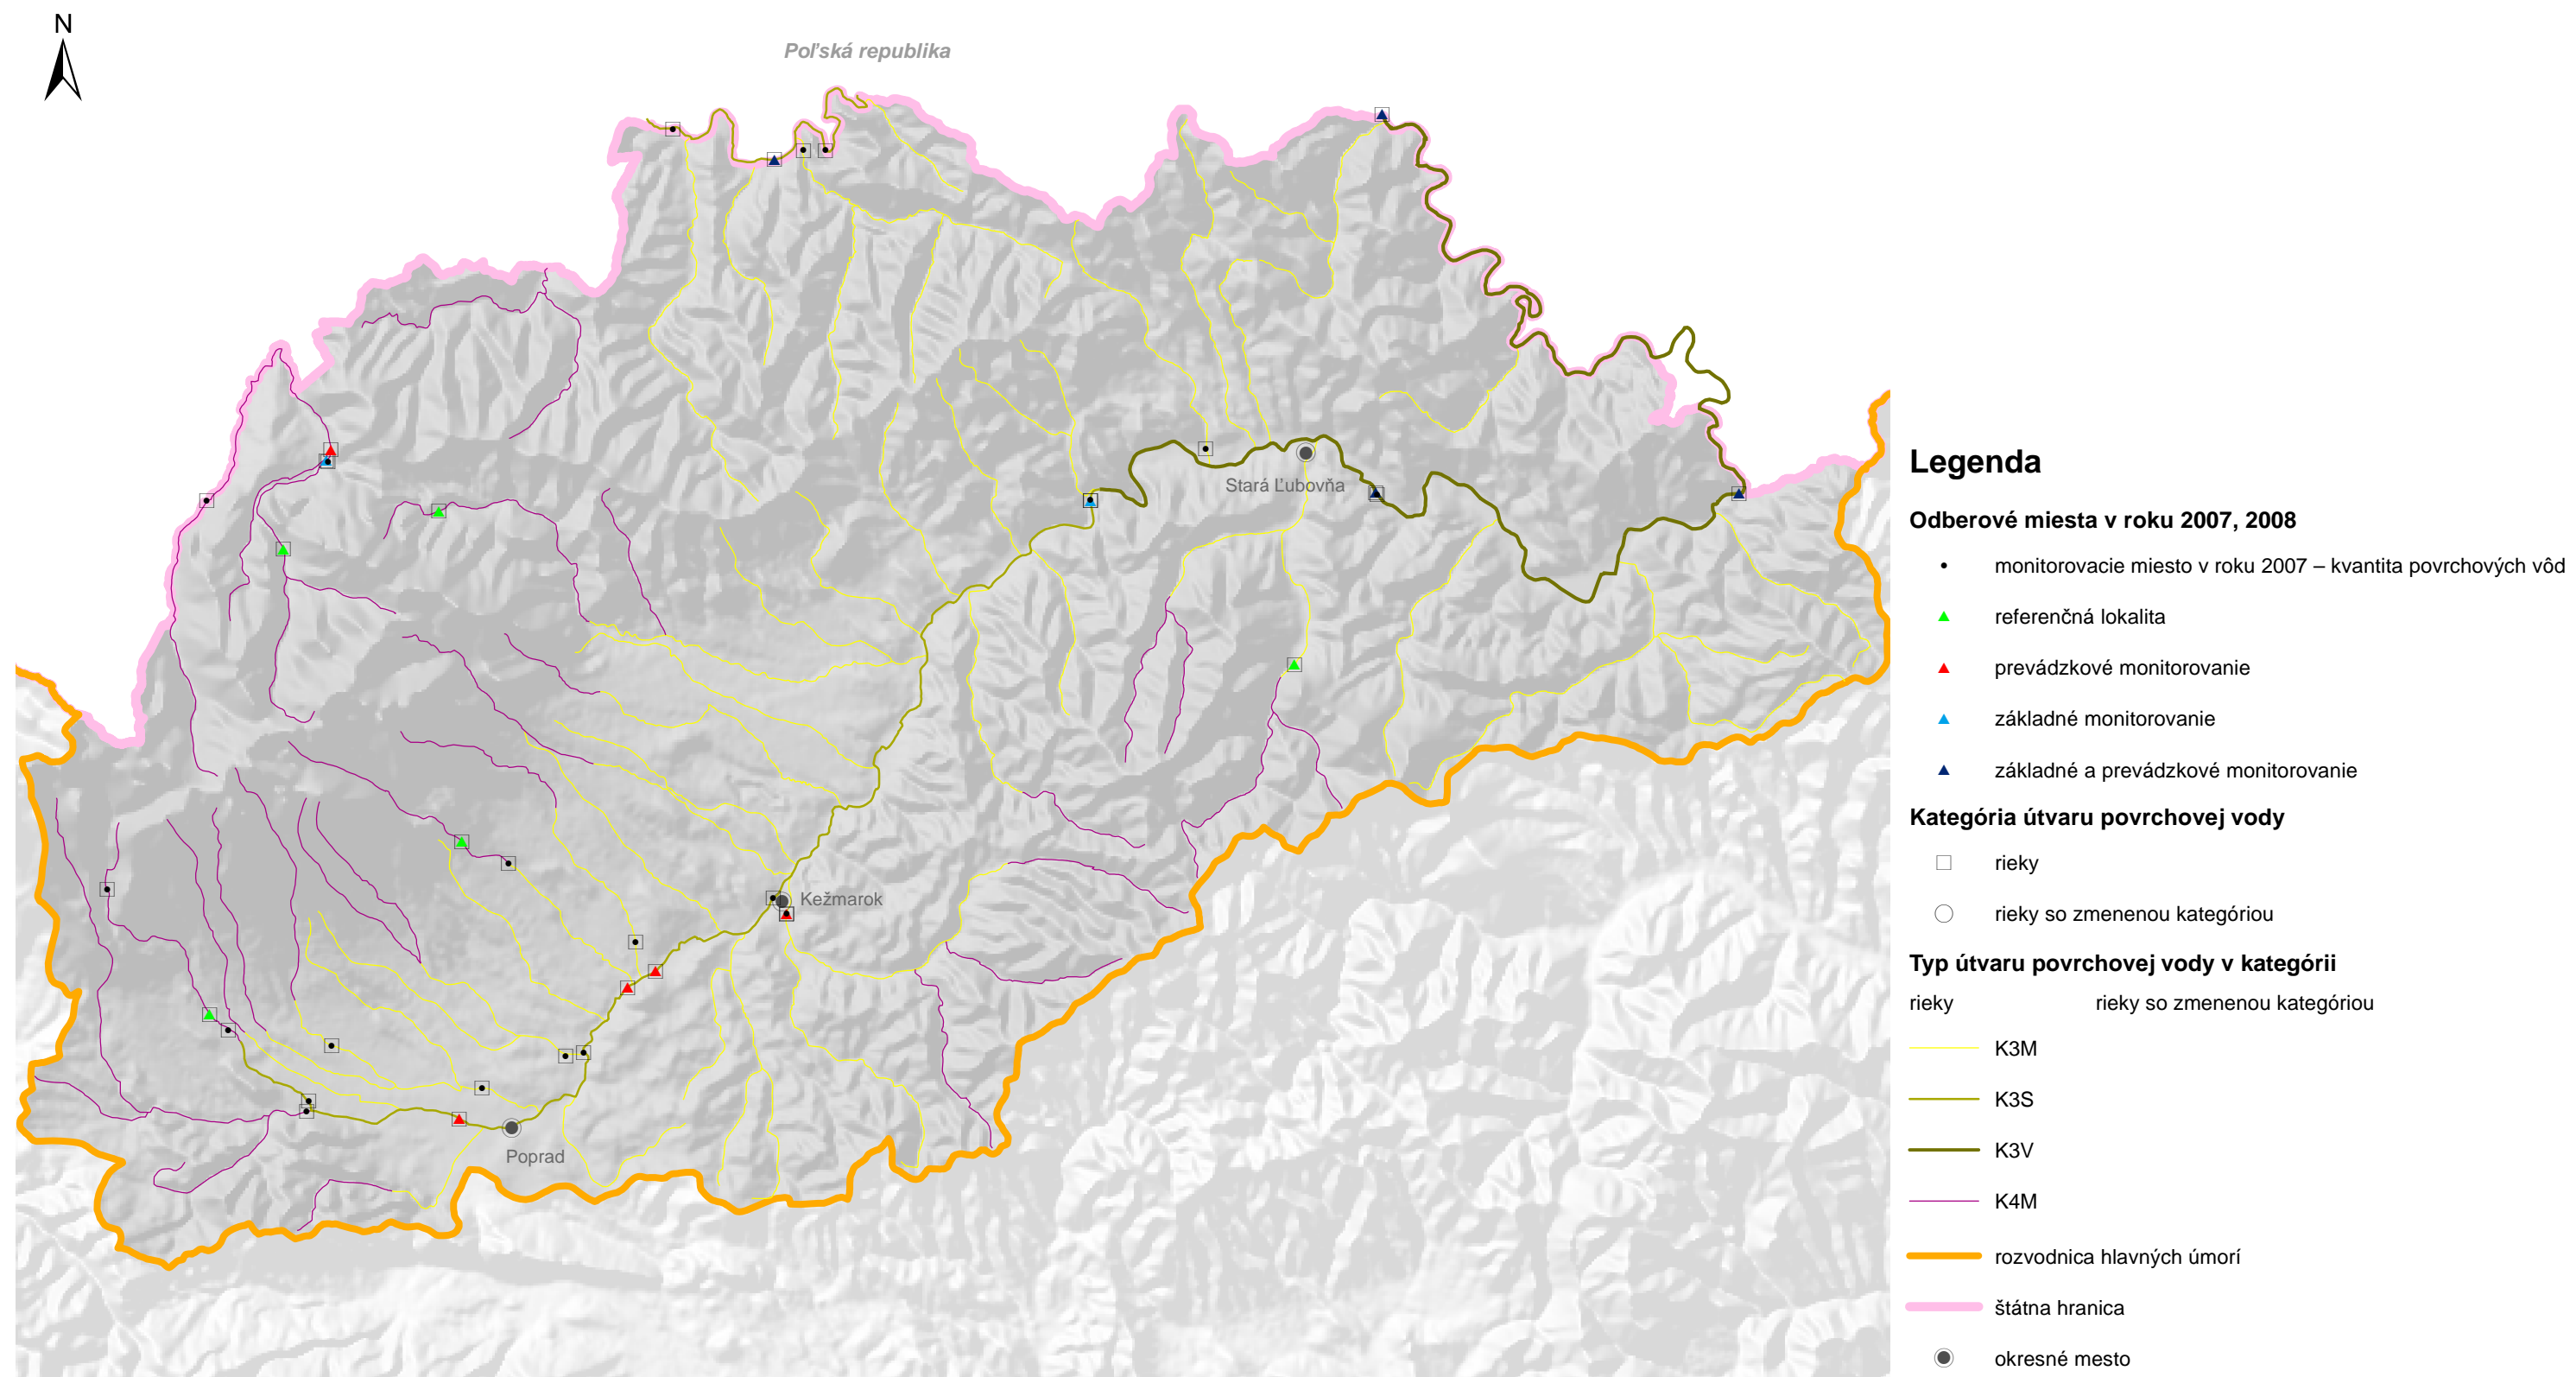 N
Poľská republika
Stará Ľubovňa
Kežmarok
Poprad
Legenda
Odberové miesta v roku 2007, 2008
monitorovacie miesto v roku 2007 – kvantita povrchových vôd
referenčná lokalita
prevádzkové monitorovanie
základné monitorovanie
základné a prevádzkové monitorovanie
Kategória útvaru povrchovej vody
rieky
rieky so zmenenou kategóriou
Typ útvaru povrchovej vody v kategórii
rieky rieky so zmenenou kategóriou
K3M
K3S
K3V
K4M
rozvodnica hlavných úmorí
štátna hranica
okresné mesto